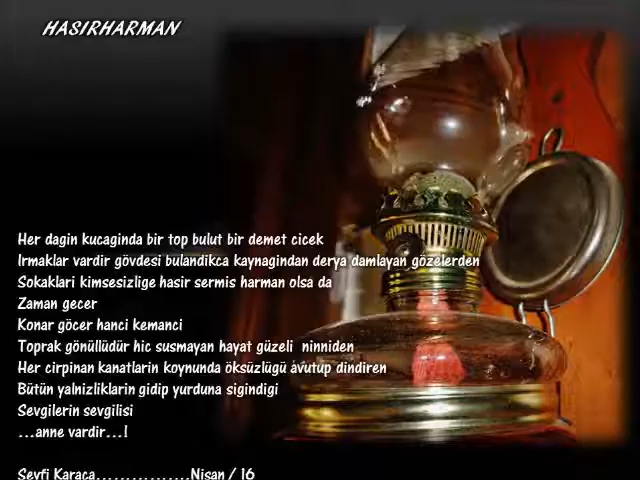 HASIRHARMAN
Her dagin kucaginda bir top bulut bir demet cicek
Irmaklar vardir gövdesi bulandikca kaynagindan derya damlayan gözelerden
Sokaklari kimsesizlige hasir sermis harman olsa da
Zaman gecer
Konar göcer hanci kemanci
Toprak gönüllüdür hic susmayan hayat güzeli ninniden
Her cirpinan kanatlarin koynunda öksüzlügü avutup dindiren
Bütün yalnizliklarin gidip yurduna sigindigi
Sevgilerin sevgilisi
...anne vardir...!
Seyfi Karaca................Nisan / 16